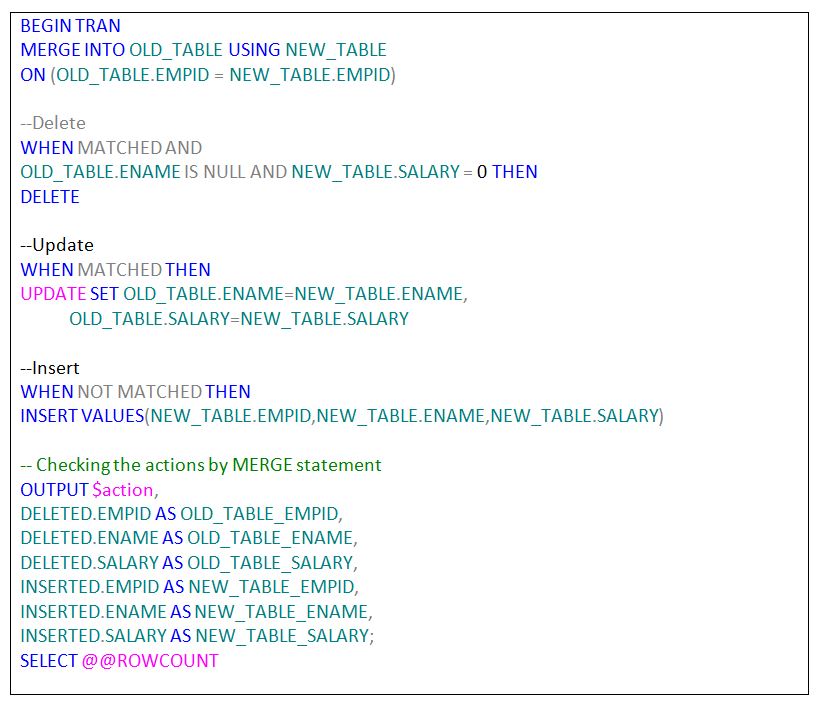 BEGIN TRAN
MERGE INTO OLD_TABLE USING NEW_TABLE
ON (OLD_TABLE.EMPID = NEW_TABLE.EMPID)
--Delete
WHEN MATCHED AND
OLD_TABLE.ENAME IS NULL AND NEW_TABLE.SALARY = 0 THEN
DELETE
--Update
WHEN MATCHED THEN
UPDATE SET OLD_TABLE.ENAME=NEW_TABLE.ENAME,
OLD_TABLE.SALARY=NEW_TABLE.SALARY
--Insert
WHEN NOT MATCHED THEN
INSERT VALUES(NEW_TABLE.EMPID,NEW_TABLE.ENAME,NEW_TABLE.SALARY)
-- Checking the actions by MERGE statement
OUTPUT $action,
DELETED.EMPID AS OLD_TABLE_EMPID,
DELETED.ENAME AS OLD_TABLE_ENAME,
DELETED.SALARY AS OLD_TABLE_SALARY,
INSERTED.EMPID AS NEW_TABLE_EMPID,
INSERTED.ENAME AS NEW_TABLE_ENAME,
INSERTED.SALARY AS NEW_TABLE_SALARY;
SELECT @@ROWCOUNT